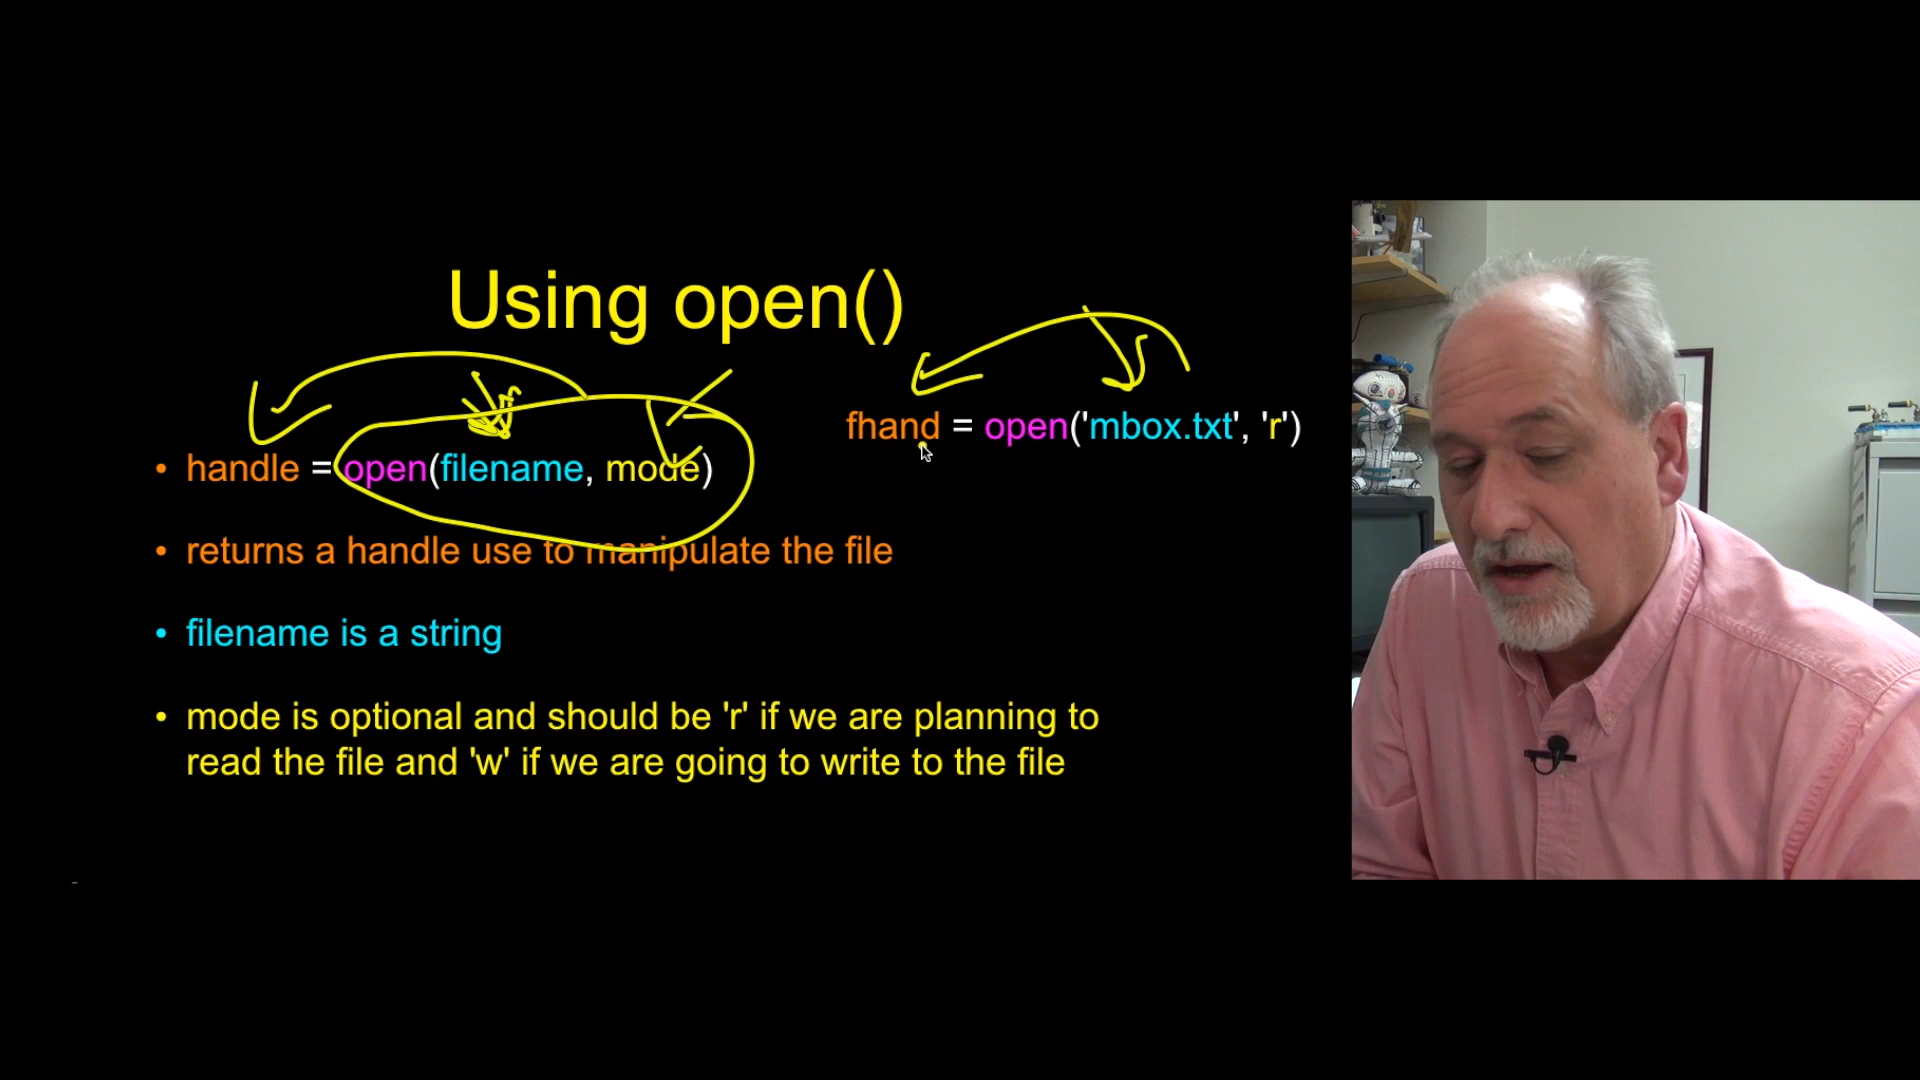 Using open()
fhand = open('mbox.txt', 'r')
• handle = open(filename, mode)
• returns a handle use to manipulate the file
• filename is a string
• mode is optional and should be 'r' if we are planning to
read the file and 'w' if we are going to write to the file